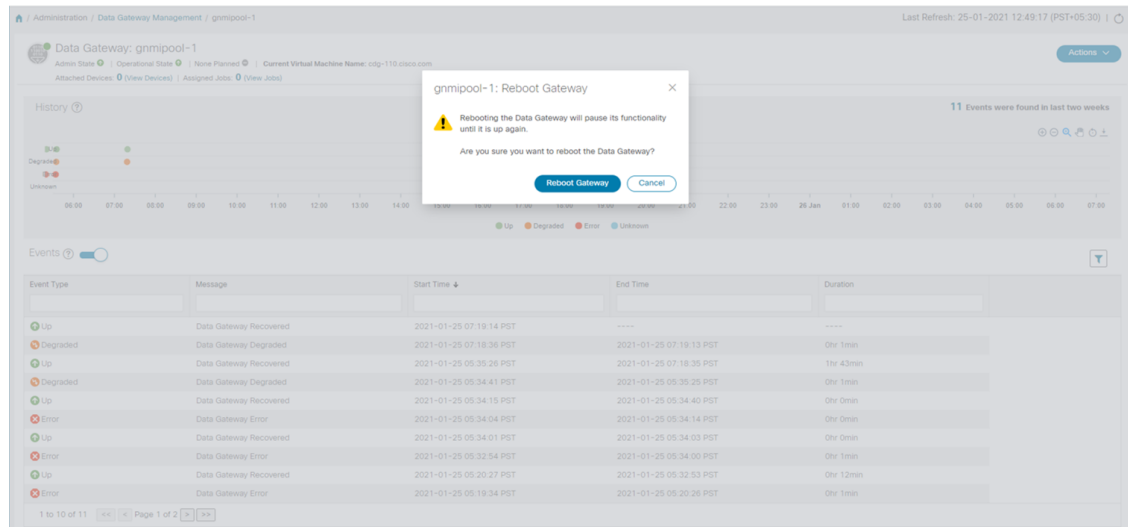 / Administration / Data Gateway Management / gnmipool-1
Last Refresh: 25-01-2021 12:49:17 (PST+05:30) |
Data Gateway: gnmipool-1
Actions
Admin State | Operational State | None Planned | Current Virtual Machine Name: cdg-110.cisco.com
Attached Devices: 0 (View Devices) | Assigned Jobs: 0 (View Jobs)
gnmipool-1: Reboot Gateway
Rebooting the Data Gateway will pause its functionality
until it is up again.
Are you sure you want to reboot the Data Gateway?
Reboot Gateway Cancel
History
11 Events were found in last two weeks
Degraded
Unknown
06:00 07:00 08:00 09:00 10:00 11:00 12:00 13:00 14:00 15:00 16:00 17:00 18:00 19:00 20:00 21:00 22:00 23:00 26 Jan 01:00 02:00 03:00 04:00 05:00 06:00 07:00
Up Degraded Error Unknown
Events
Event Type Message Start Time End Time Duration
Up Data Gateway Recovered 2021-01-25 07:19:14 PST ---- ----
Degraded Data Gateway Degraded 2021-01-25 07:18:36 PST 2021-01-25 07:18:13 PST 0hr 1min
Up Data Gateway Recovered 2021-01-25 05:35:26 PST 2021-01-25 07:18:35 PST 1hr 43min
Degraded Data Gateway Degraded 2021-01-25 05:34:41 PST 2021-01-25 05:35:25 PST 0hr 1min
Up Data Gateway Recovered 2021-01-25 05:34:15 PST 2021-01-25 05:34:40 PST 0hr 0min
Error Data Gateway Error 2021-01-25 05:34:04 PST 2021-01-25 05:34:14 PST 0hr 0min
Up Data Gateway Recovered 2021-01-25 05:34:01 PST 2021-01-25 05:34:03 PST 0hr 0min
Error Data Gateway Error 2021-01-25 05:32:54 PST 2021-01-25 05:34:00 PST 0hr 1min
Up Data Gateway Recovered 2021-01-25 05:20:27 PST 2021-01-25 05:32:53 PST 0hr 12min
Error Data Gateway Error 2021-01-25 05:19:34 PST 2021-01-25 05:20:26 PST 0hr 1min
1 to 10 of 11 << < Page 1 of 2 > >>